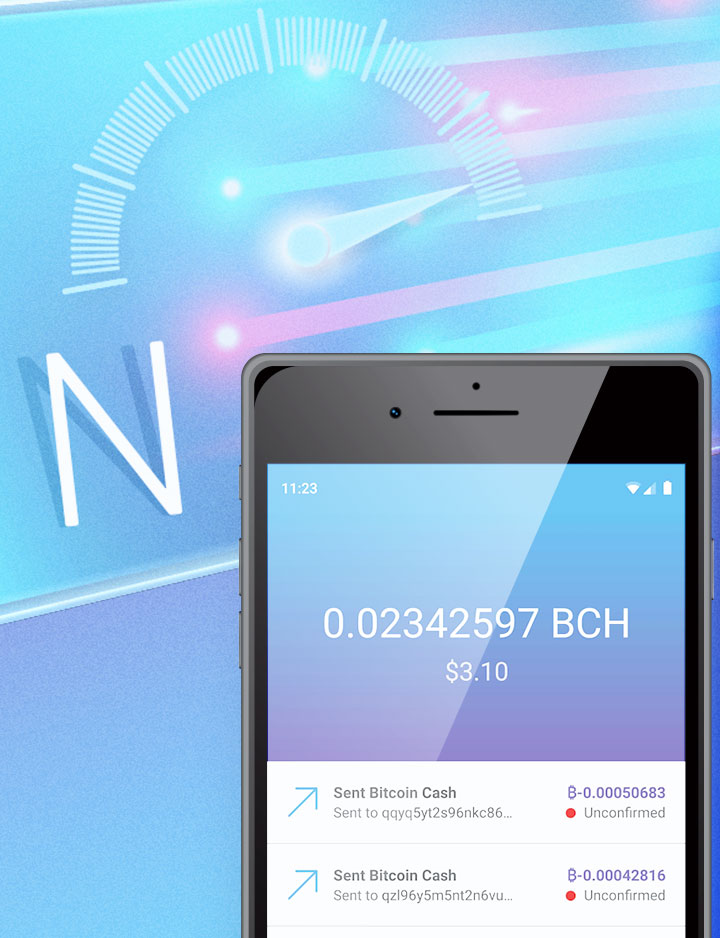 N
11:23
0.02342597 BCH
$3.10
Sent Bitcoin Cash ₿-0.00050683
Sent to qqyq5yt2s96nkc86... Unconfirmed
Sent Bitcoin Cash ₿-0.00042816
Sent to qzl96y5m5nt2n6vu... Unconfirmed